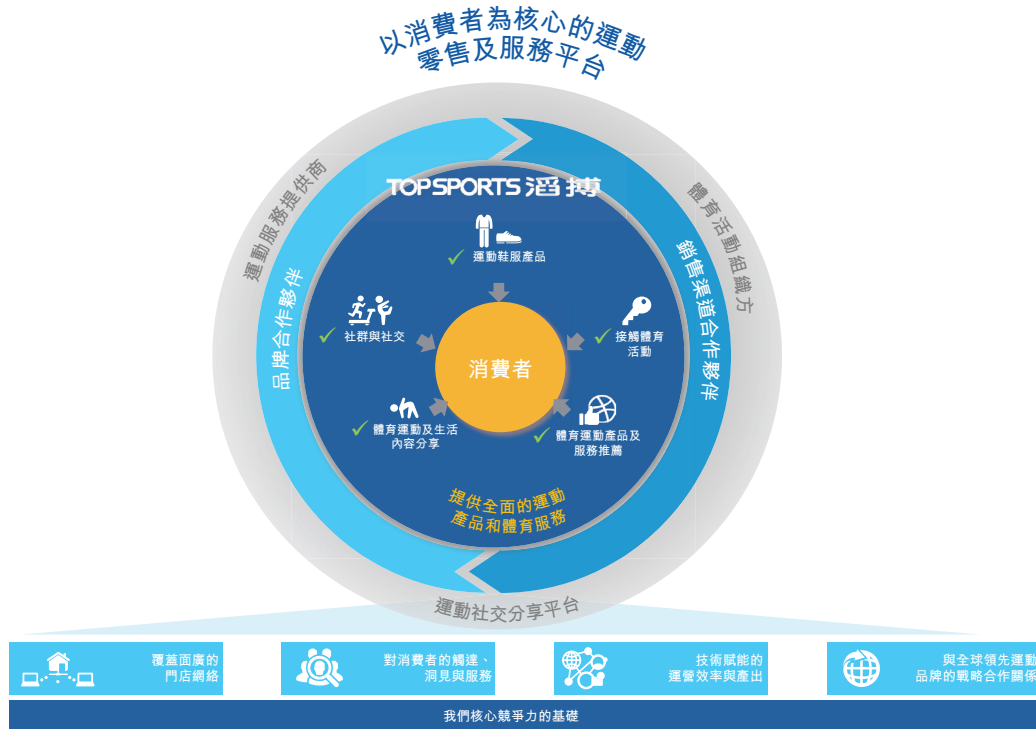 以消費者為核心的運動
零售及服務平台
運動服務提供商
體育活動組織方
品牌合作夥伴
銷售渠道合作夥伴
TOPSPORTS 滔搏
運動鞋服產品
社群與社交
接觸體育
活動
消費者
體育運動及生活
內容分享
體育運動產品及
服務推薦
提供全面的運動
產品和體育服務
運動社交分享平台
覆蓋面廣的
門店網絡
對消費者的觸達、
洞見與服務
技術賦能的
運營效率與產出
與全球領先運動
品牌的戰略合作關係
我們核心競爭力的基礎